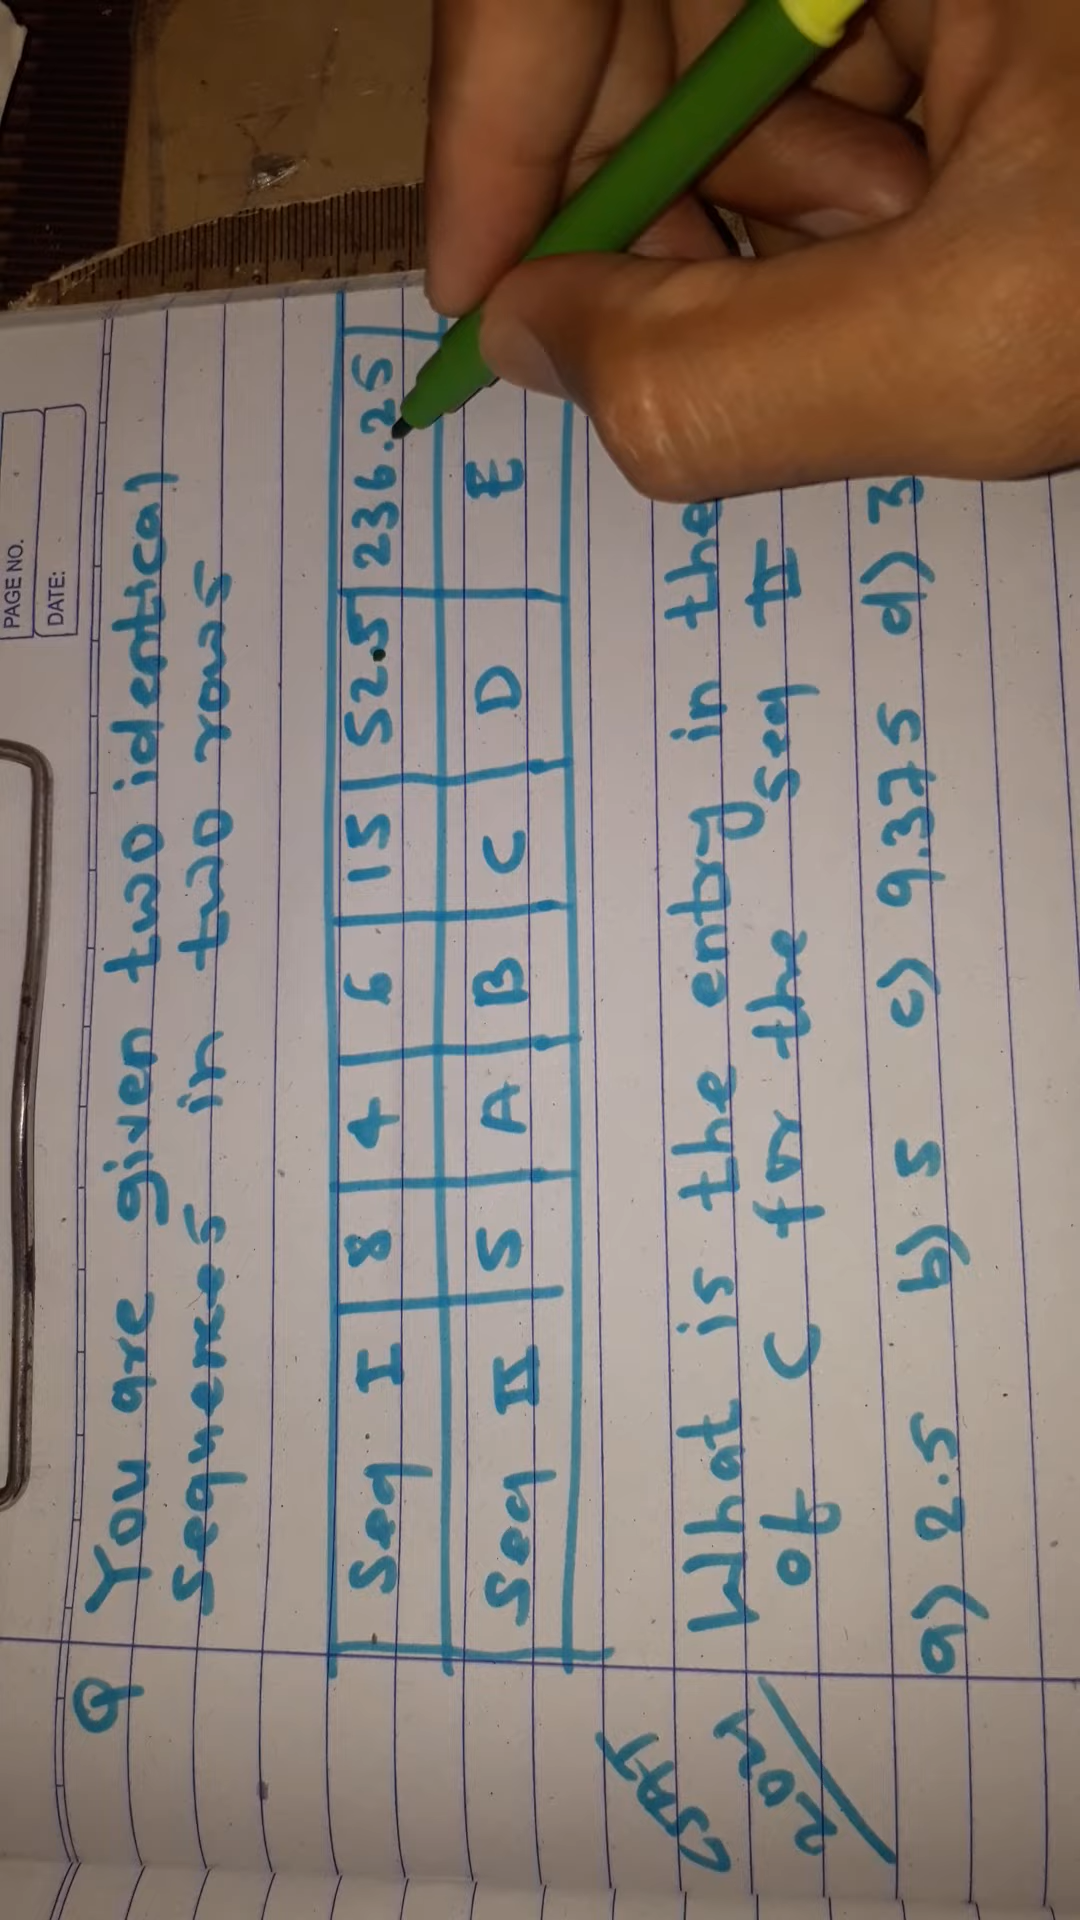 PAGE NO.
DATE:
Q You are given two identical
Sequences in two rows
Seq I 8 4 6 15 52.5 236.25
Seq II 5 A B C D E
What is the entry in the
of C for the seq II
a) 2.5 b) 5 c) 9.375 d) 3
CSAT